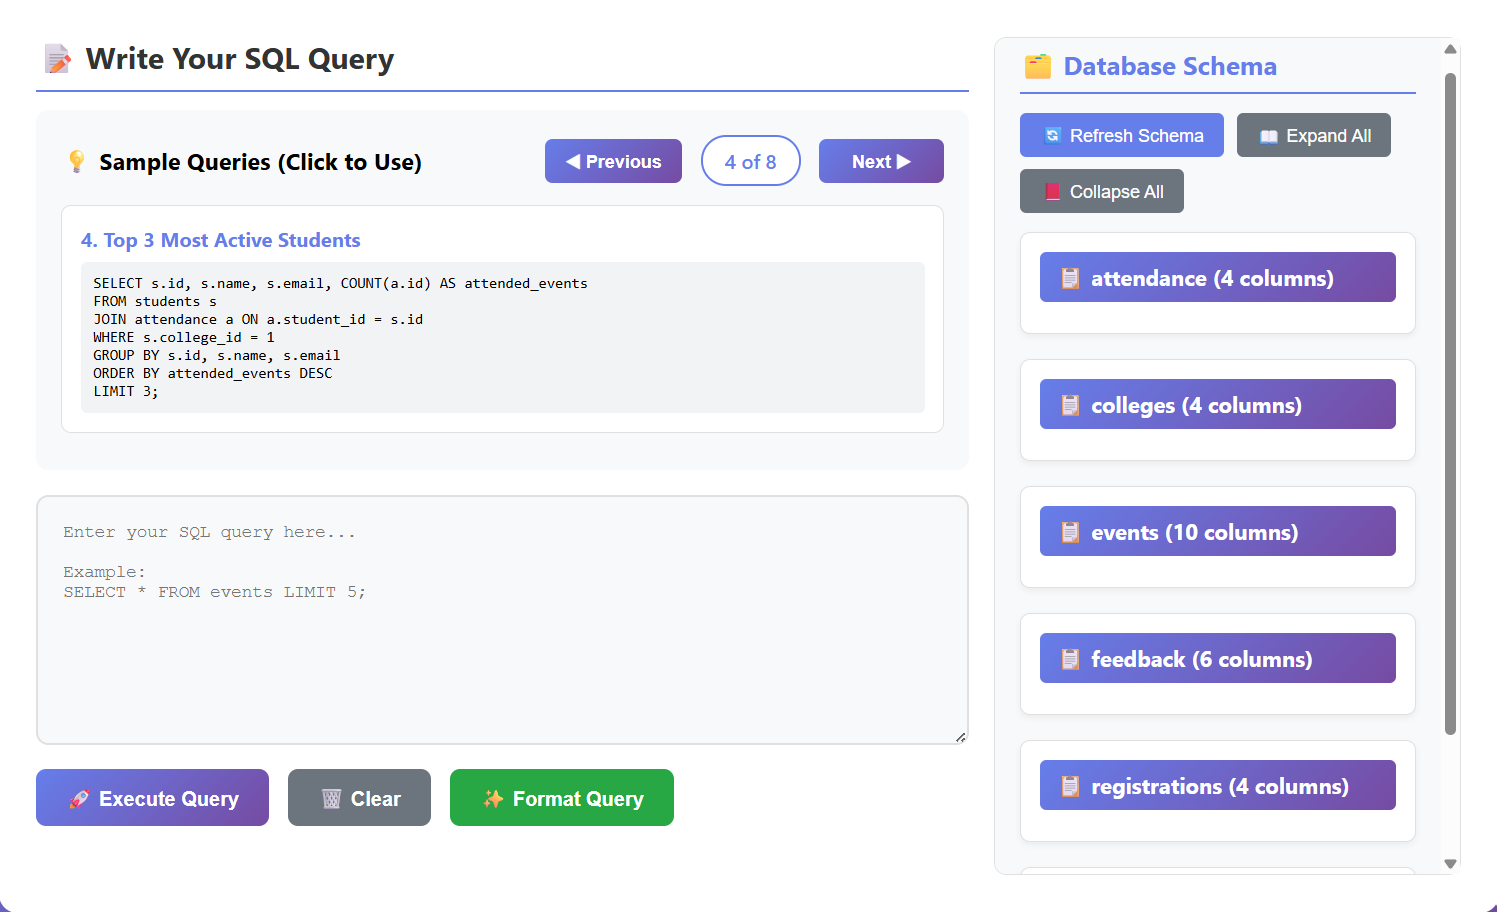 Write Your SQL Query
Sample Queries (Click to Use)
◀ Previous
4 of 8
Next ▶
4. Top 3 Most Active Students
SELECT s.id, s.name, s.email, COUNT(a.id) AS attended_events
FROM students s
JOIN attendance a ON a.student_id = s.id
WHERE s.college_id = 1
GROUP BY s.id, s.name, s.email
ORDER BY attended_events DESC
LIMIT 3;
Enter your SQL query here...
Example:
SELECT * FROM events LIMIT 5;
Execute Query
Clear
Format Query
Database Schema
Refresh Schema
Expand All
Collapse All
attendance (4 columns)
colleges (4 columns)
events (10 columns)
feedback (6 columns)
registrations (4 columns)